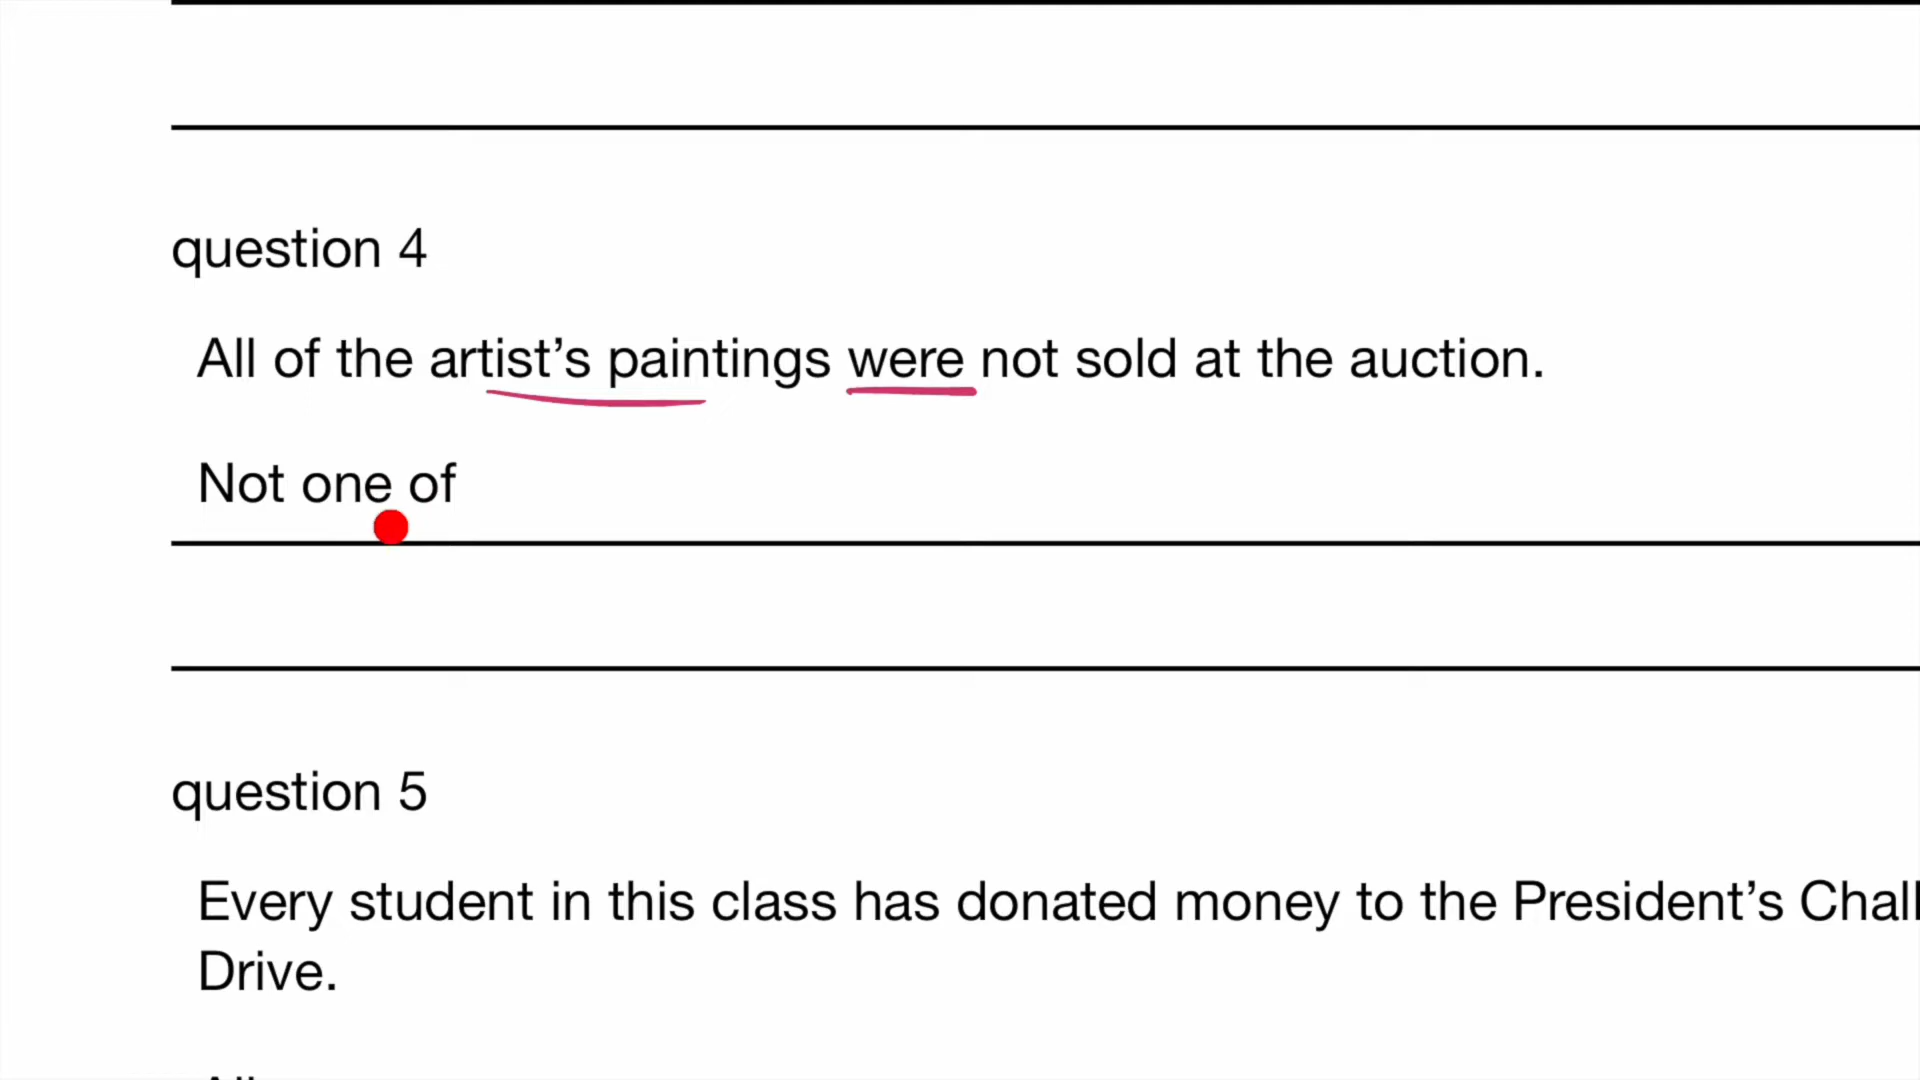 question 4
All of the artist’s paintings were not sold at the auction.
Not one of
question 5
Every student in this class has donated money to the President’s
Drive.